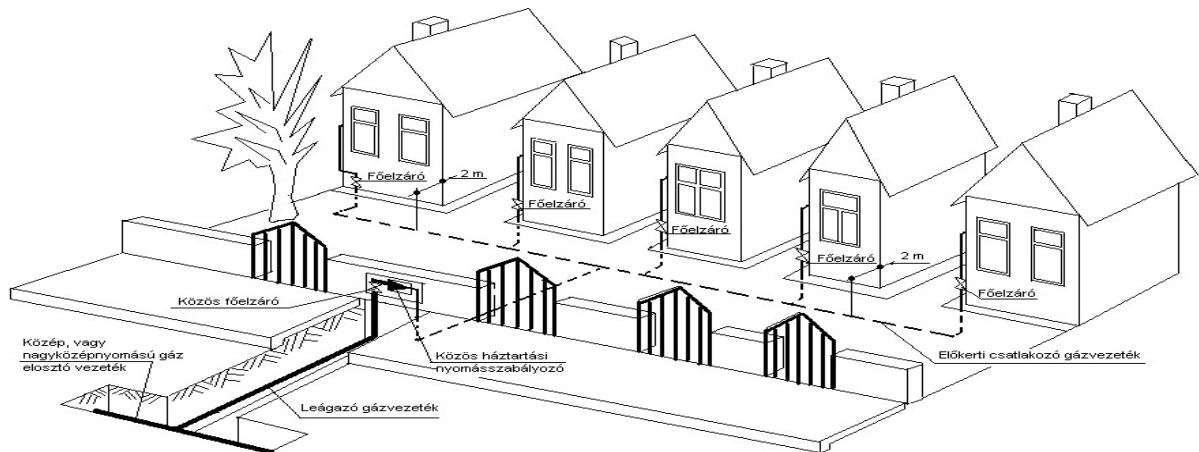 Főelzáró
2 m
Főelzáró
Főelzáró
Főelzáró
2 m
Főelzáró
Közös főelzáró
Közép, vagy
nagyközépnyomású gáz
elosztó vezeték
Közös háztartási
nyomásszabályozó
Előkerti csatlakozó gázvezeték
Leágazó gázvezeték